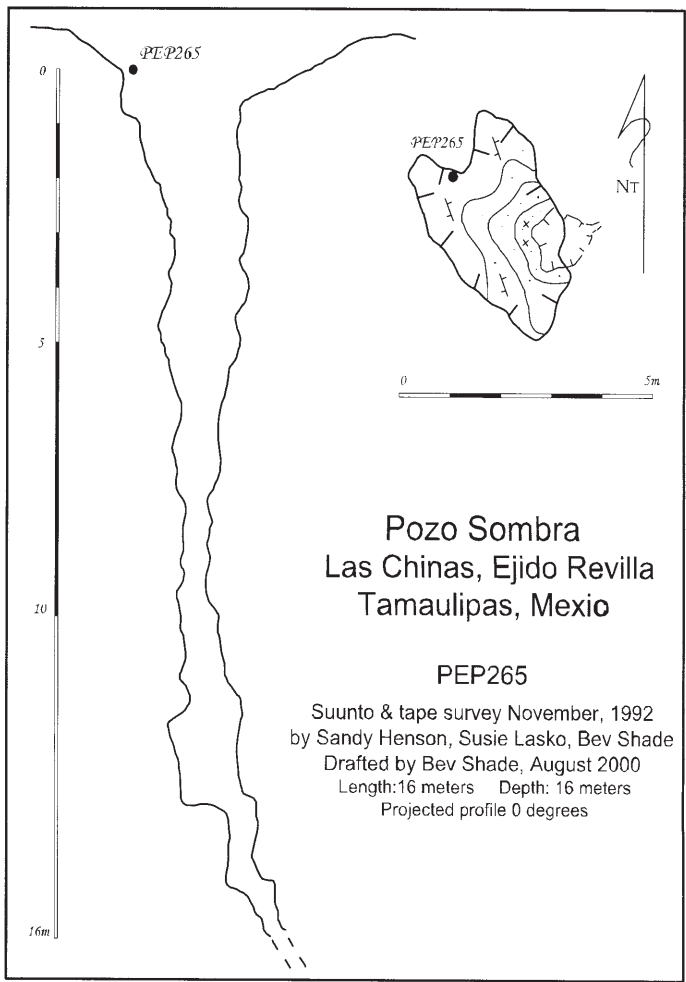 PEP265
0
5
10
16m
PEP265
NT
0 5m
Pozo Sombra
Las Chinas, Ejido Revilla
Tamaulipas, Mexio
PEP265
Suunto & tape survey November, 1992
by Sandy Henson, Susie Lasko, Bev Shade
Drafted by Bev Shade, August 2000
Length:16 meters Depth: 16 meters
Projected profile 0 degrees